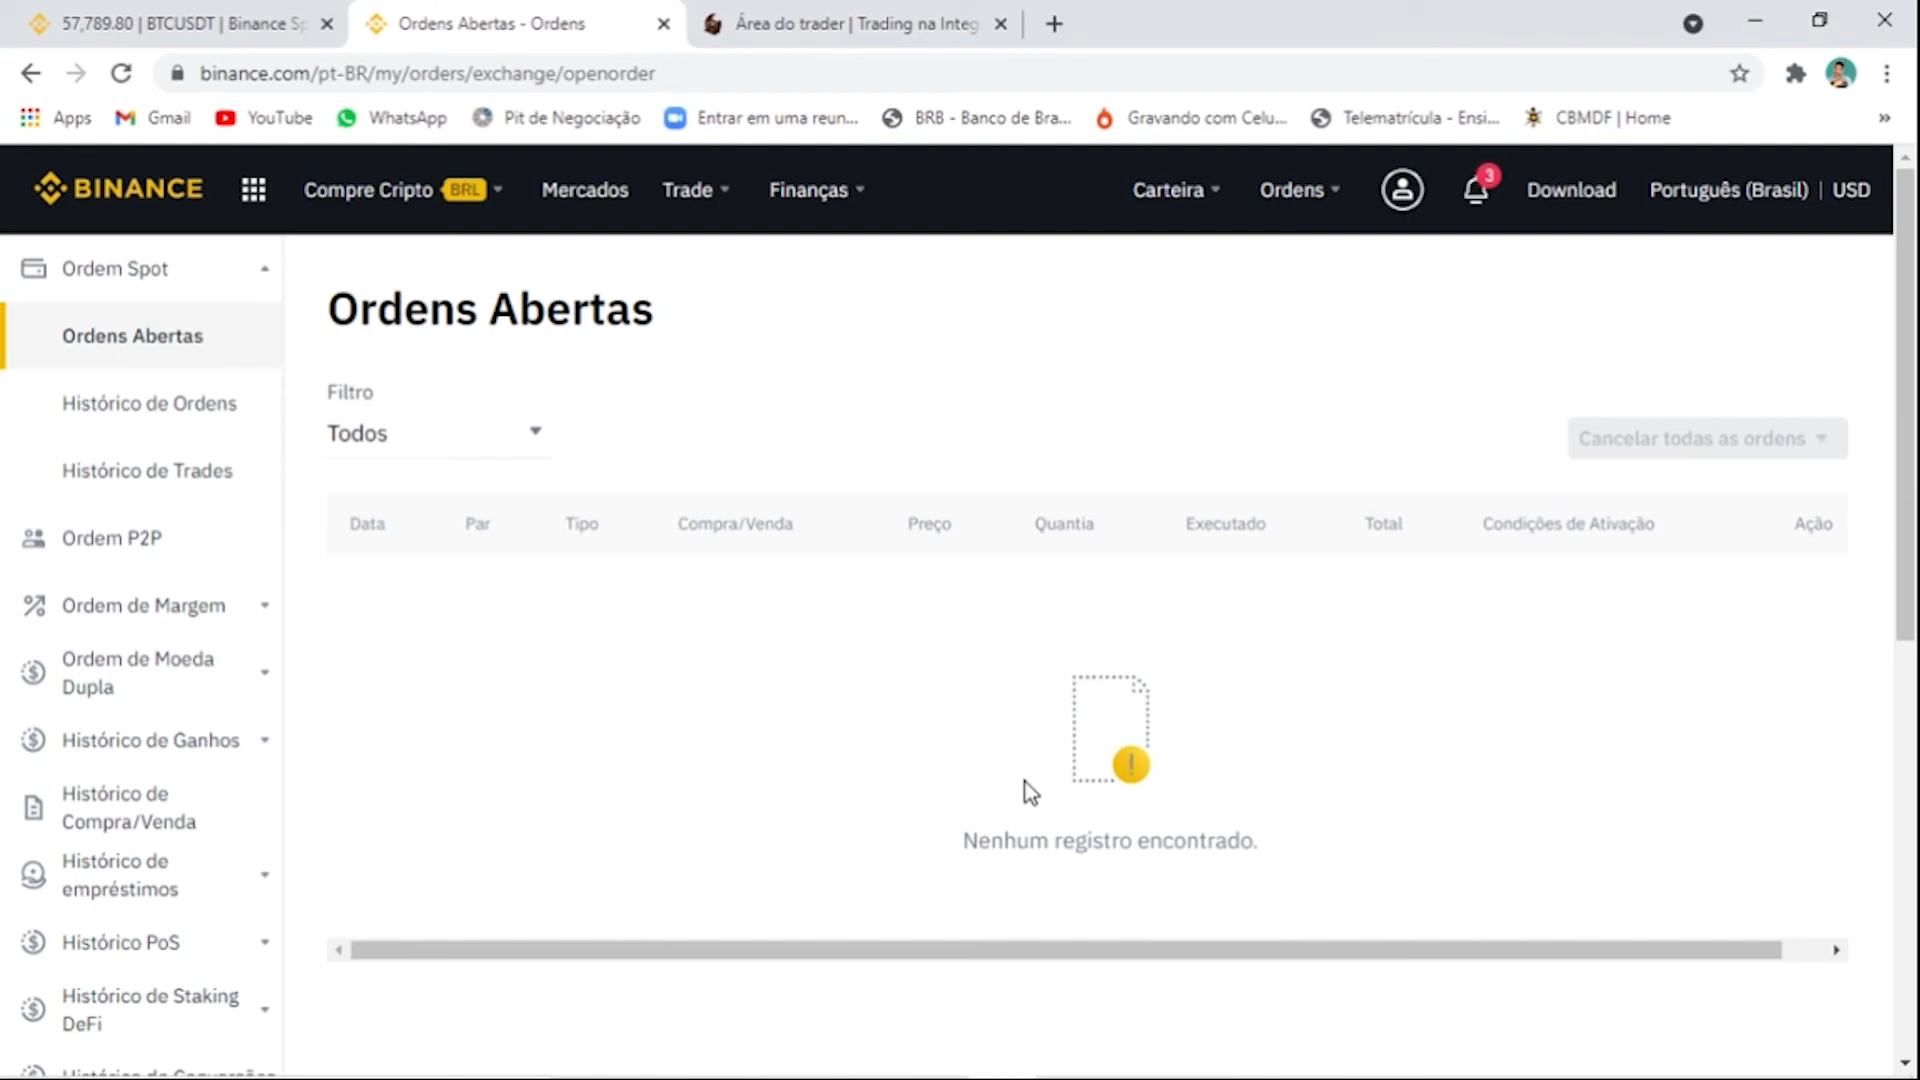 57,789.80 | BTCUSDT | Binance Sp
Ordens Abertas - Ordens
Área do trader | Trading na Integ
binance.com/pt-BR/my/orders/exchange/openorder
Apps
Gmail
YouTube
WhatsApp
Pit de Negociação
Entrar em uma reun...
BRB - Banco de Bra...
Gravando com Celu...
Telematrícula - Ensi...
CBMDF | Home
»
BINANCE
Compre Cripto BRL
Mercados
Trade
Finanças
Carteira
Ordens
3
Download
Português (Brasil) | USD
Ordem Spot
Ordens Abertas
Histórico de Ordens
Histórico de Trades
Ordem P2P
Ordem de Margem
Ordem de Moeda
Dupla
Histórico de Ganhos
Histórico de
Compra/Venda
Histórico de
empréstimos
Histórico PoS
Histórico de Staking
DeFi
Ordens Abertas
Filtro
Todos
Cancelar todas as ordens
Data Par Tipo Compra/Venda Preço Quantia Executado Total Condições de Ativação Ação
Nenhum registro encontrado.